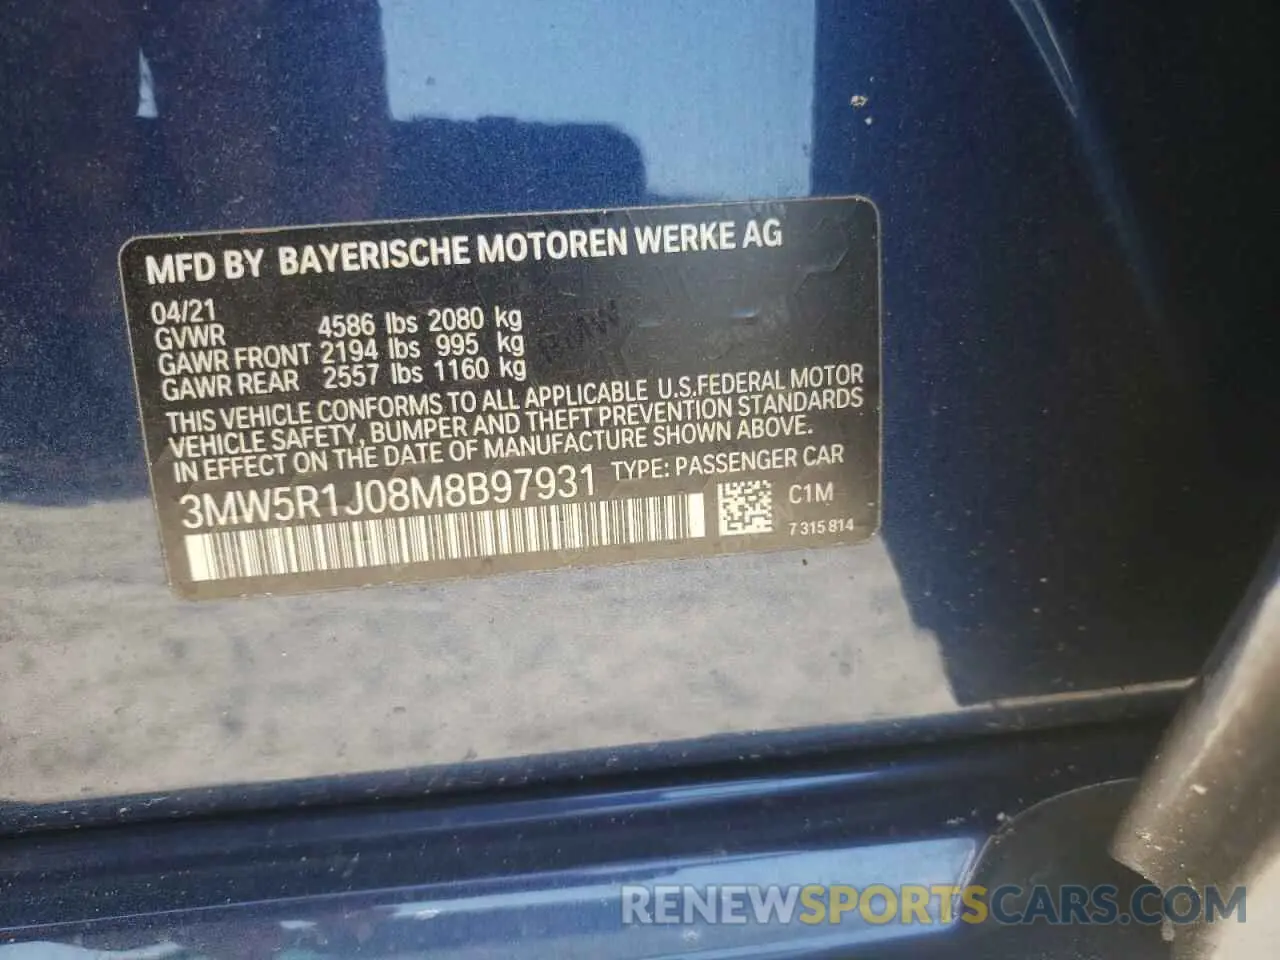 MFD BY BAYERISCHE MOTOREN WERKE AG
04/21
GVWR 4586 lbs 2080 kg
GAWR FRONT 2194 lbs 995 kg
GAWR REAR 2557 lbs 1160 kg
THIS VEHICLE CONFORMS TO ALL APPLICABLE U.S.FEDERAL MOTOR
VEHICLE SAFETY, BUMPER AND THEFT PREVENTION STANDARDS
IN EFFECT ON THE DATE OF MANUFACTURE SHOWN ABOVE.
3MW5R1J08M8B97931 TYPE: PASSENGER CAR
C1M
7 315 814
RENEWSPORTSCARS.COM